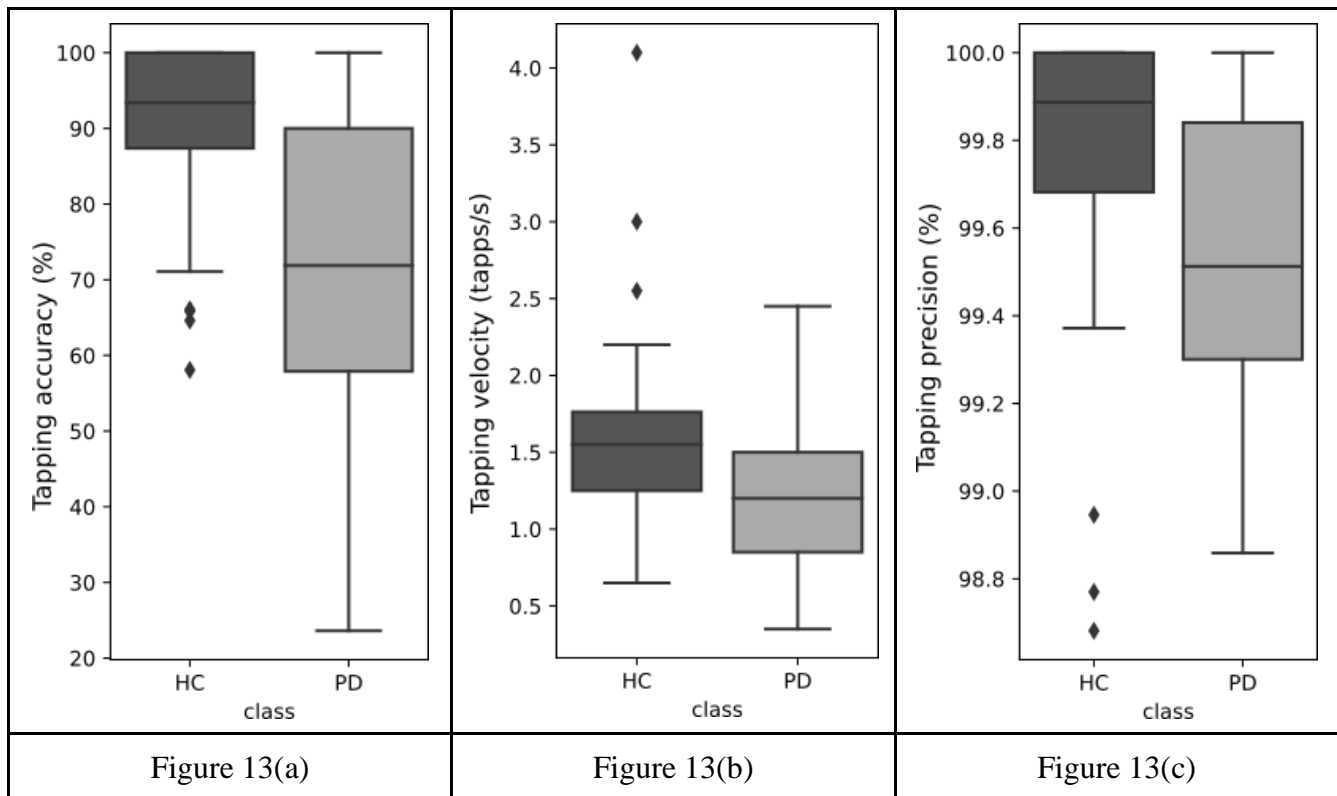 Tapping accuracy (%)
100
90
80
70
60
50
40
30
20
HC PD
class
Tapping velocity (tapps/s)
4.0
3.5
3.0
2.5
2.0
1.5
1.0
0.5
HC PD
class
Tapping precision (%)
100.0
99.8
99.6
99.4
99.2
99.0
98.8
HC PD
class
Figure 13(a)
Figure 13(b)
Figure 13(c)